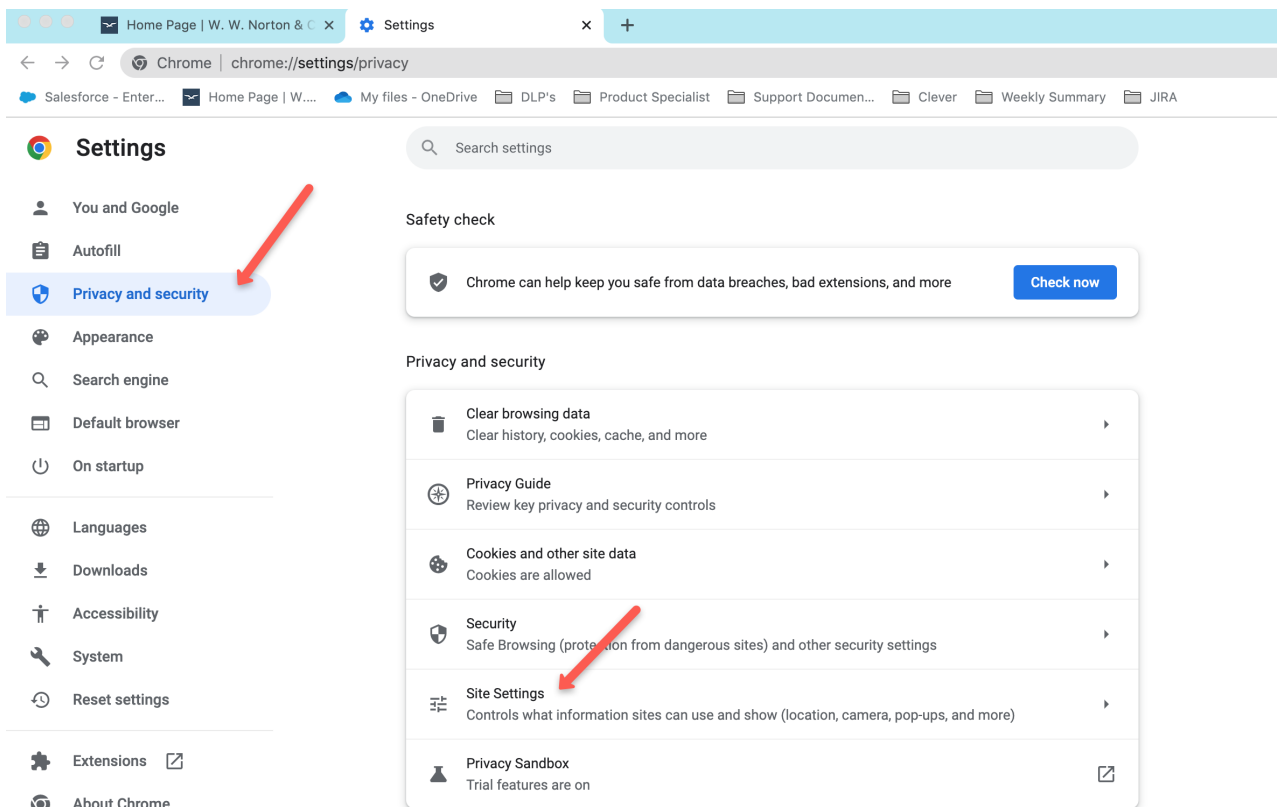 Home Page | W. W. Norton & C
Settings
Chrome | chrome://settings/privacy
Salesforce - Enter...
Home Page | W....
My files - OneDrive
DLP's
Product Specialist
Support Documen...
Clever
Weekly Summary
JIRA
Settings
Search settings
You and Google
Autofill
Privacy and security
Appearance
Search engine
Default browser
On startup
Languages
Downloads
Accessibility
System
Reset settings
Extensions
About Chrome
Safety check
Chrome can help keep you safe from data breaches, bad extensions, and more
Check now
Privacy and security
Clear browsing data
Clear history, cookies, cache, and more
Privacy Guide
Review key privacy and security controls
Cookies and other site data
Cookies are allowed
Security
Safe Browsing (protection from dangerous sites) and other security settings
Site Settings
Controls what information sites can use and show (location, camera, pop-ups, and more)
Privacy Sandbox
Trial features are on